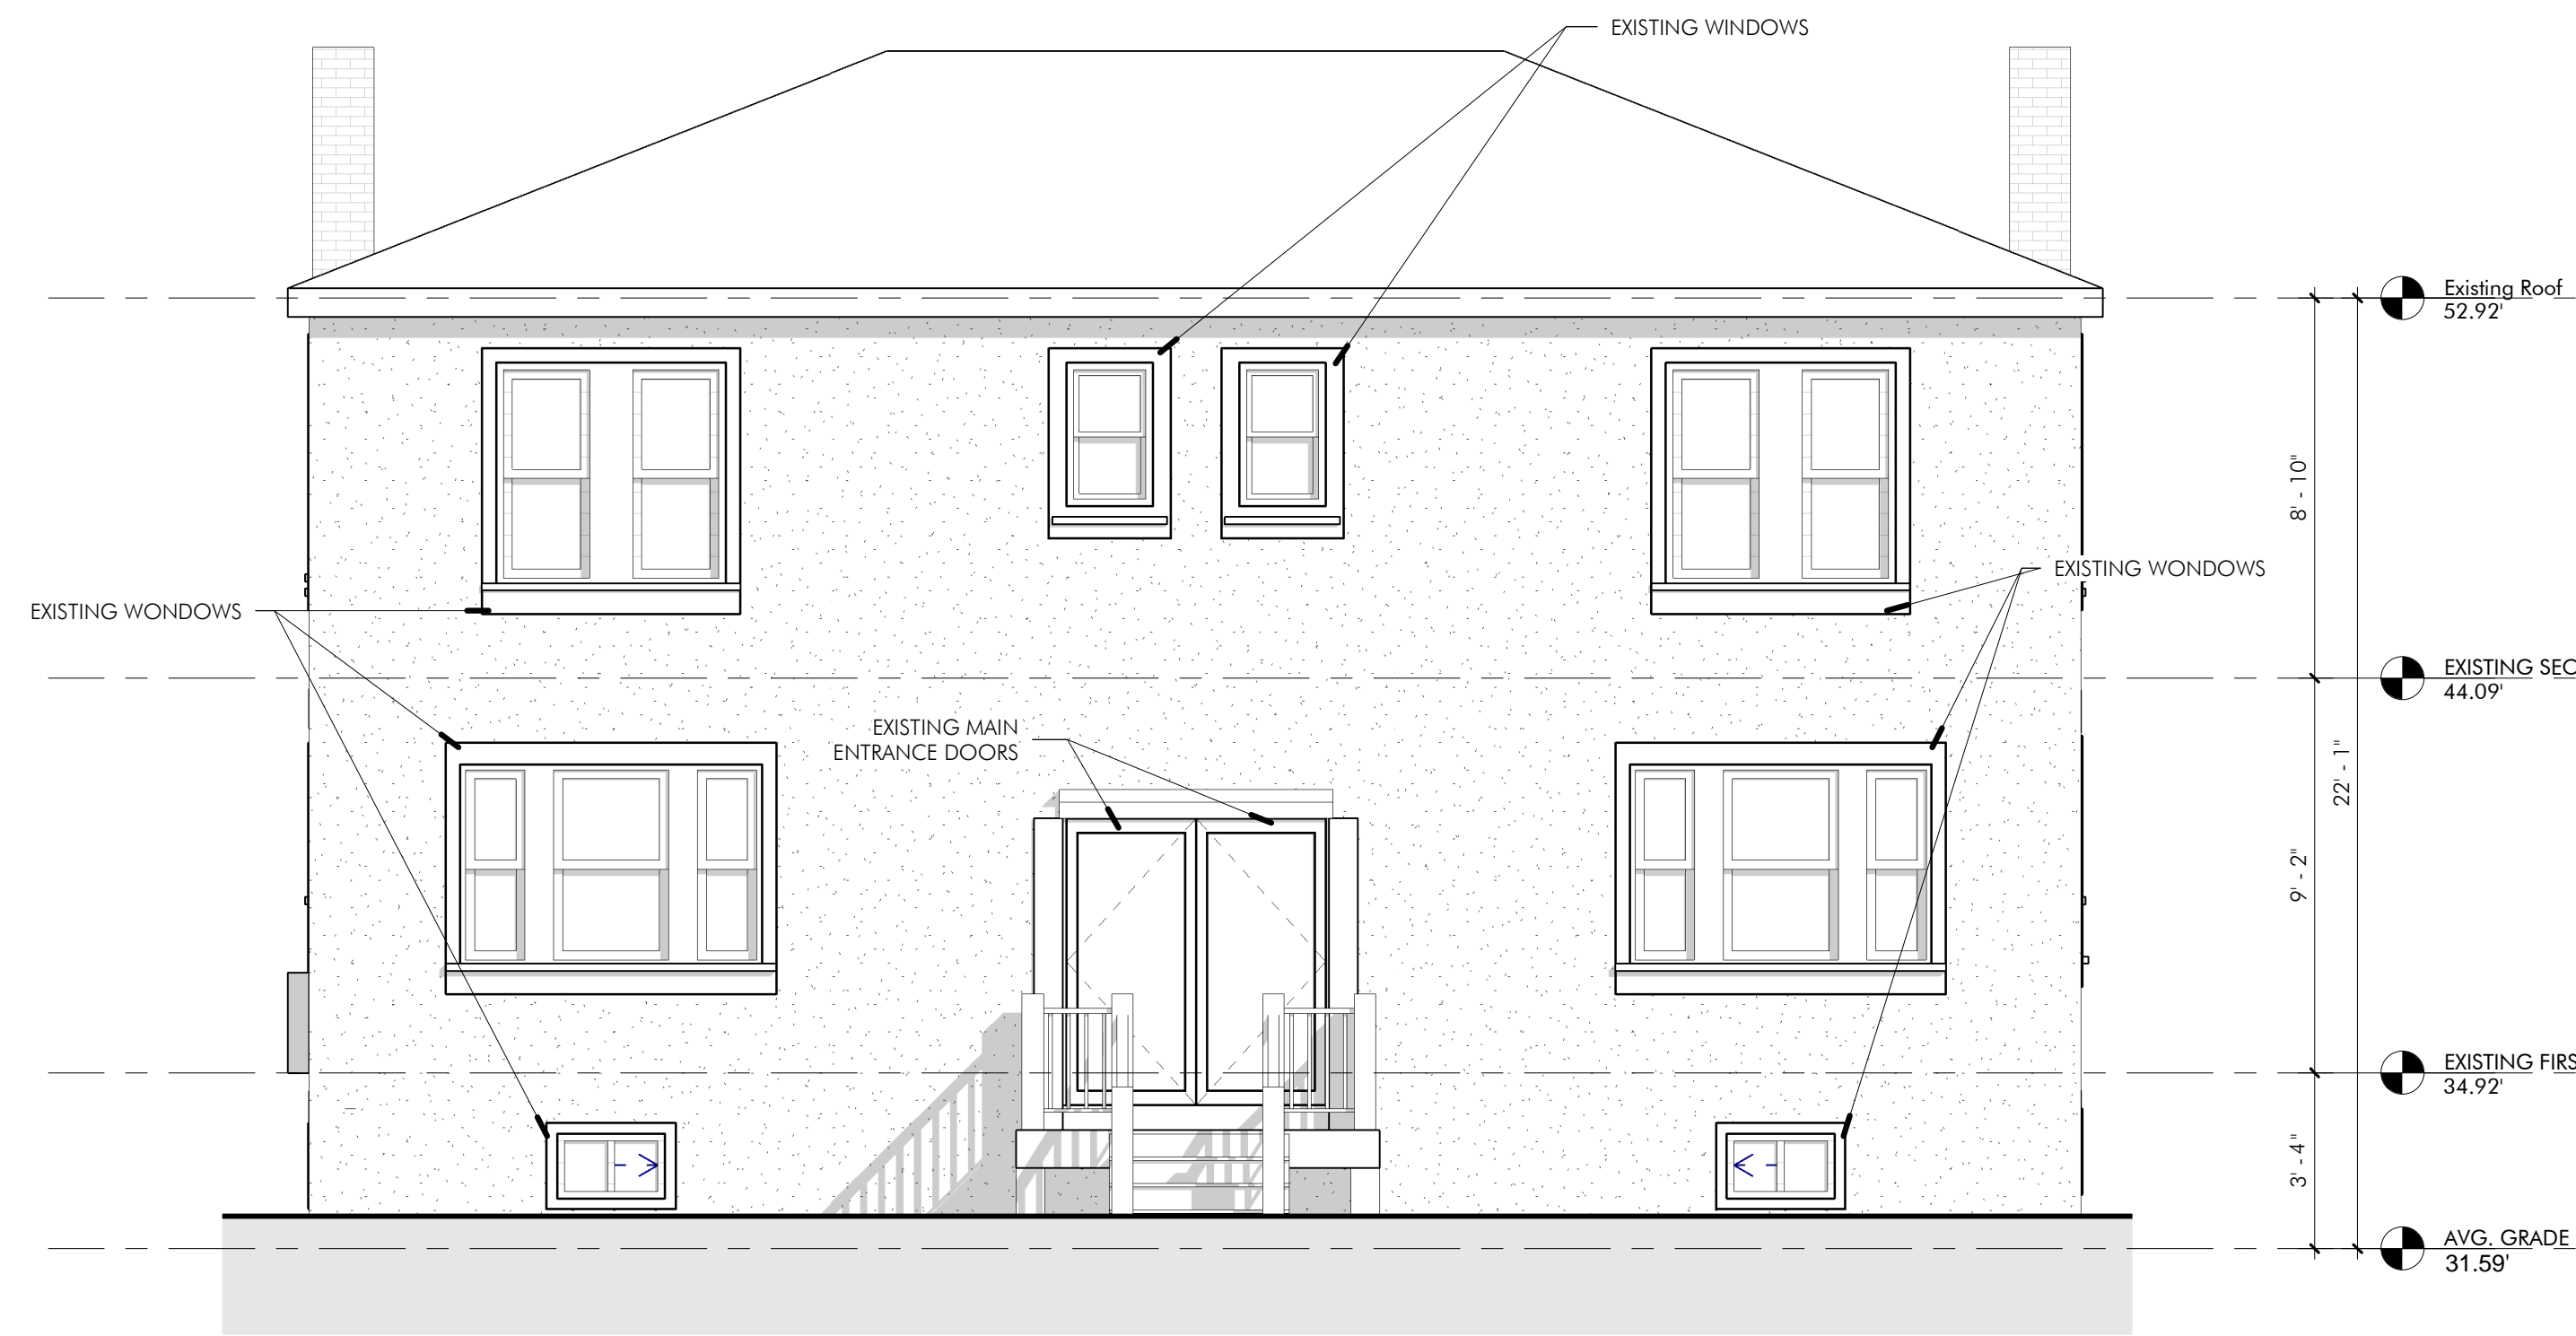 EXISTING WINDOWS
Existing Roof
52.92'
8' - 10"
EXISTING WONDOWS
EXISTING WONDOWS
EXISTING SEC
44.09'
EXISTING MAIN
ENTRANCE DOORS
22' - 1"
9' - 2"
EXISTING FIRS
34.92'
3' - 4"
AVG. GRADE
31.59'